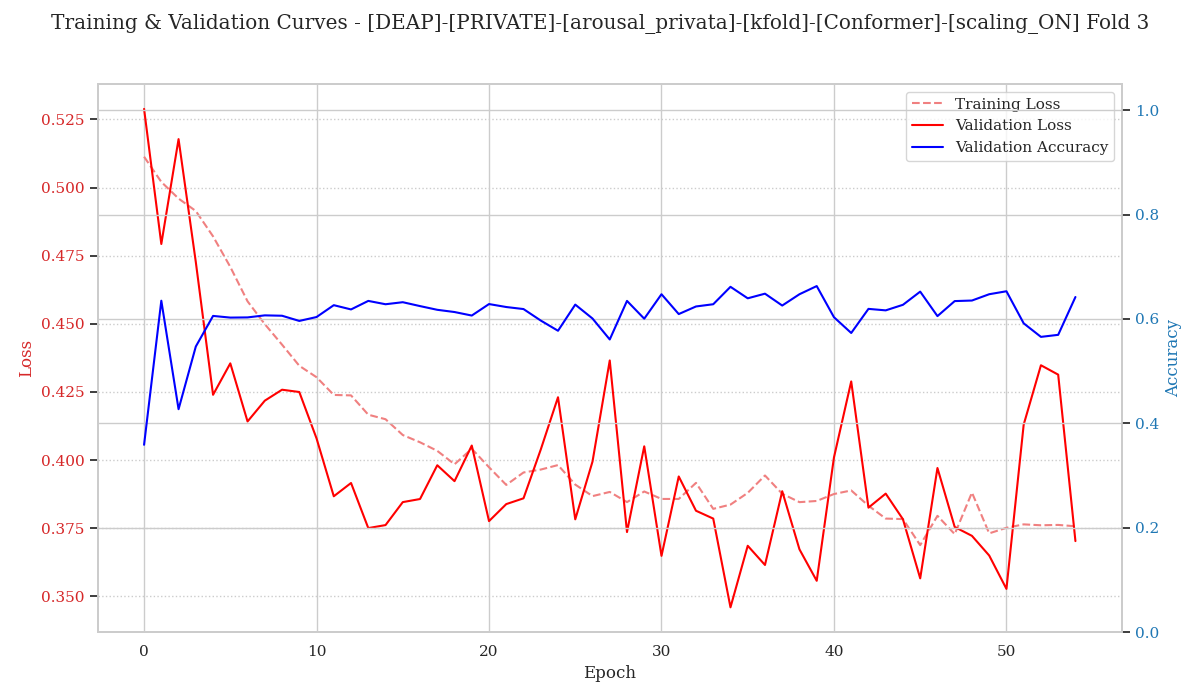 Training & Validation Curves - [DEAP]-[PRIVATE]-[arousal_privata]-[kfold]-[Conformer]-[scaling_ON] Fold 3
Training Loss
Validation Loss
Validation Accuracy
Loss
0.525
0.500
0.475
0.450
0.425
0.400
0.375
0.350
1.0
0.8
0.6
0.4
0.2
0.0
Accuracy
0
10
20
30
40
50
Epoch